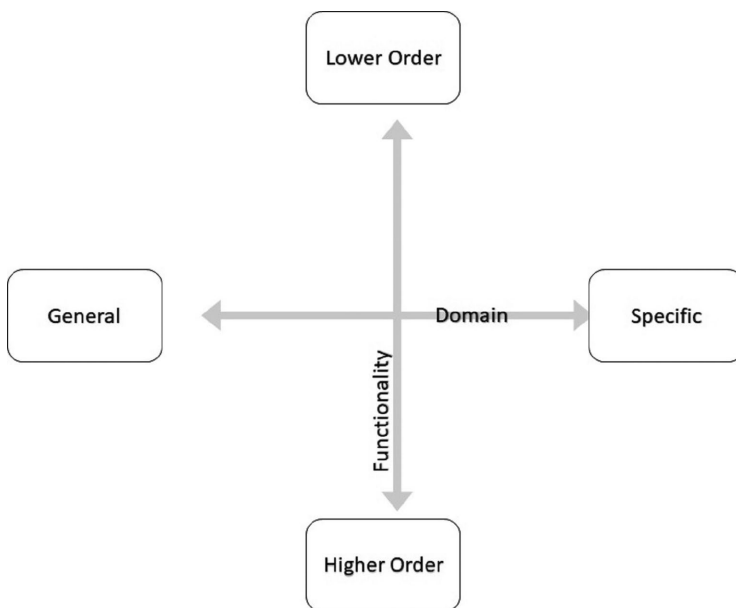 Lower Order
General
Domain
Specific
Functionality
Higher Order